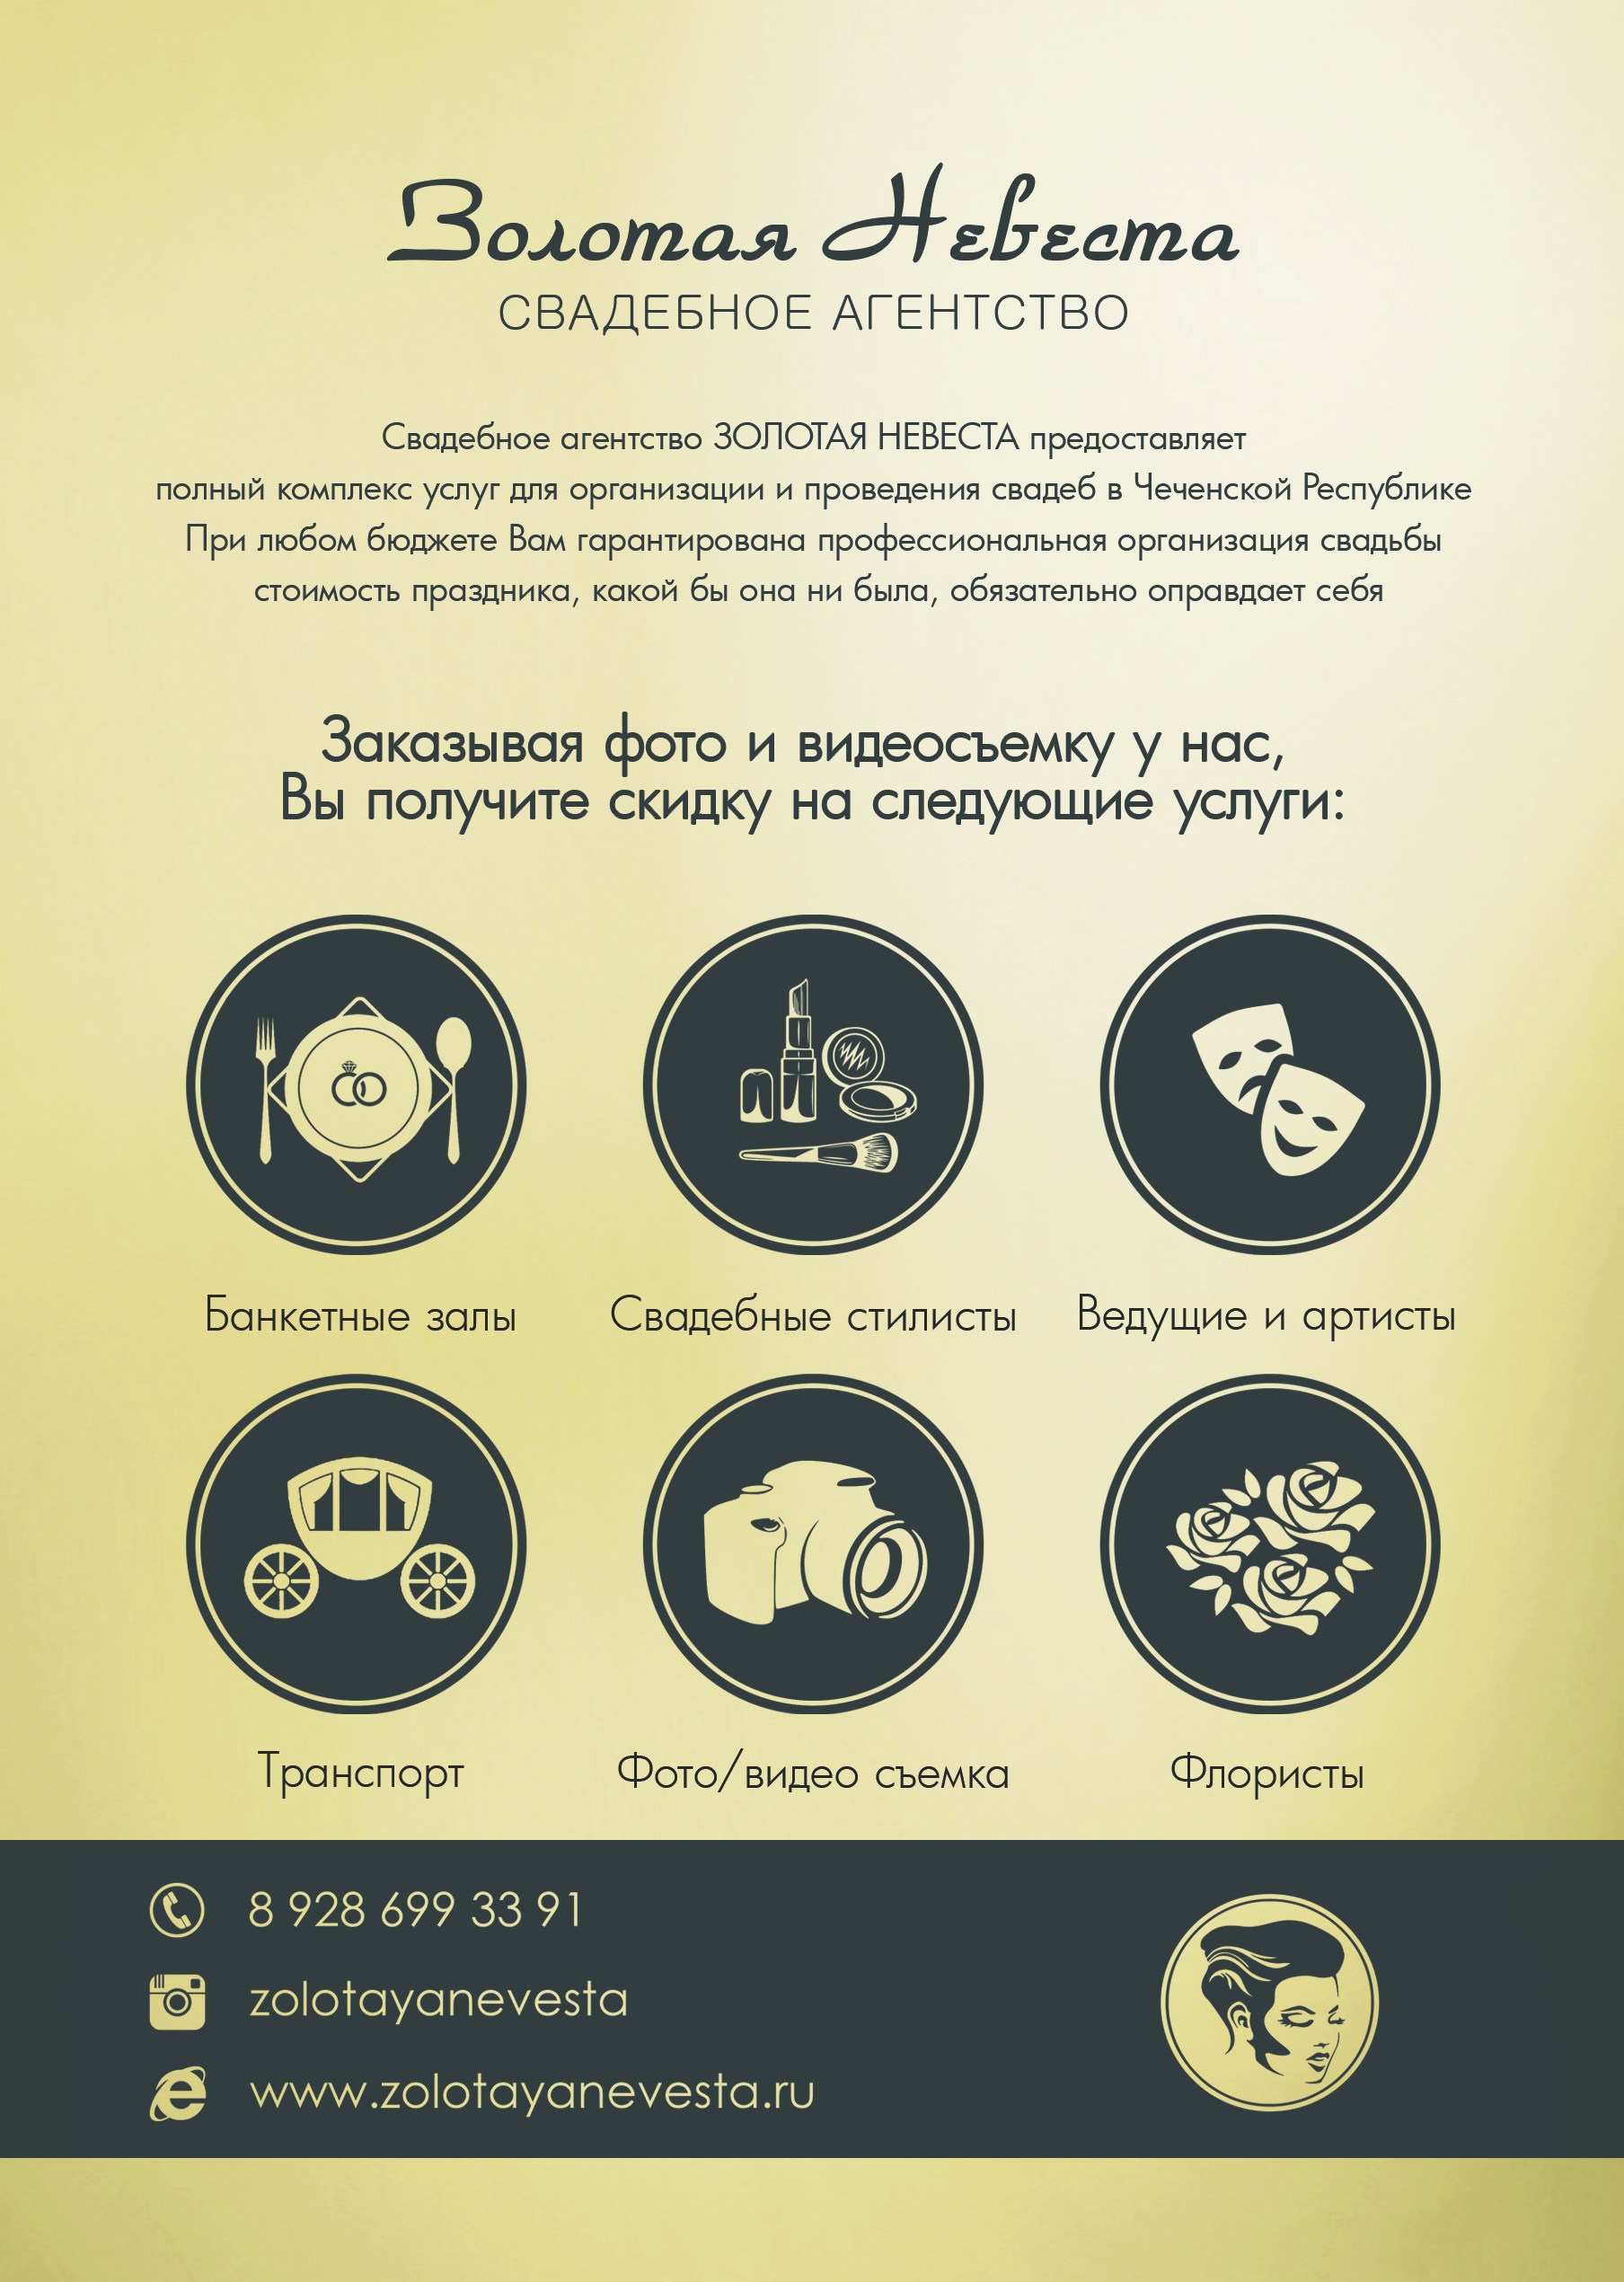 Золотая Невеста
СВАДЕБНОЕ АГЕНТСТВО
Свадебное агентство ЗОЛОТАЯ НЕВЕСТА предоставляет
полный комплекс услуг для организации и проведения свадеб в Чеченской Республике
При любом бюджете Вам гарантирована профессиональная организация свадьбы
стоимость праздника, какой бы она ни была, обязательно оправдает себя
Заказывая фото и видеосъемку у нас,
Вы получите скидку на следующие услуги:
Банкетные залы
Свадебные стилисты
Ведущие и артисты
Транспорт
Фото/видео съемка
Флористы
8 928 699 33 91
zolotayanevesta
www.zolotayanevesta.ru